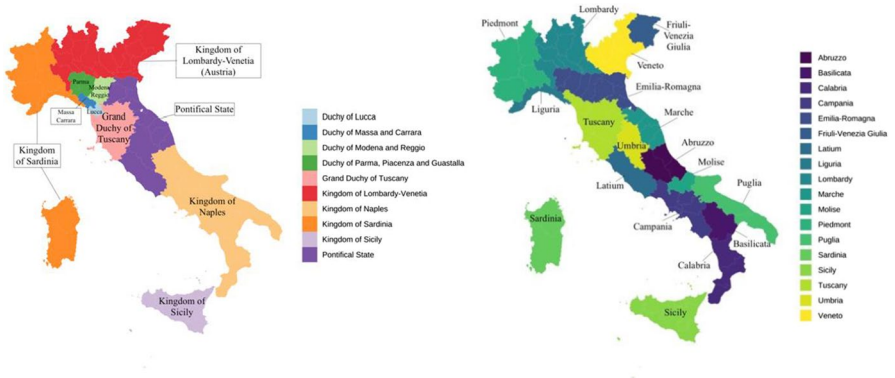 Kingdom of
Lombardy-Venetia
(Austria)
Parma
Modena
Reggio
Massa
Carrara
Lucca
Pontifical State
Grand
Duchy of
Tuscany
Kingdom
of Sardinia
Kingdom of
Naples
Kingdom of
Sicily
Duchy of Lucca
Duchy of Massa and Carrara
Duchy of Modena and Reggio
Duchy of Parma, Piacenza and Guastalla
Grand Duchy of Tuscany
Kingdom of Lombardy-Venetia
Kingdom of Naples
Kingdom of Sardinia
Kingdom of Sicily
Pontifical State
Lombardy
Piedmont
Friuli-
Venezia
Giulia
Veneto
Emilia-Romagna
Liguria
Marche
Tuscany
Umbria
Abruzzo
Molise
Latium
Puglia
Sardinia
Campania
Basilicata
Calabria
Sicily
Abruzzo
Basilicata
Calabria
Campania
Emilia-Romagna
Friuli-Venezia Giulia
Latium
Liguria
Lombardy
Marche
Molise
Piedmont
Puglia
Sardinia
Sicily
Tuscany
Umbria
Veneto